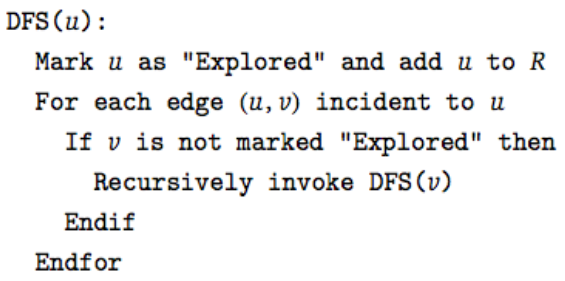 DFS(u):
Mark u as "Explored" and add u to R
For each edge (u, v) incident to u
If v is not marked "Explored" then
Recursively invoke DFS(v)
Endif
Endfor